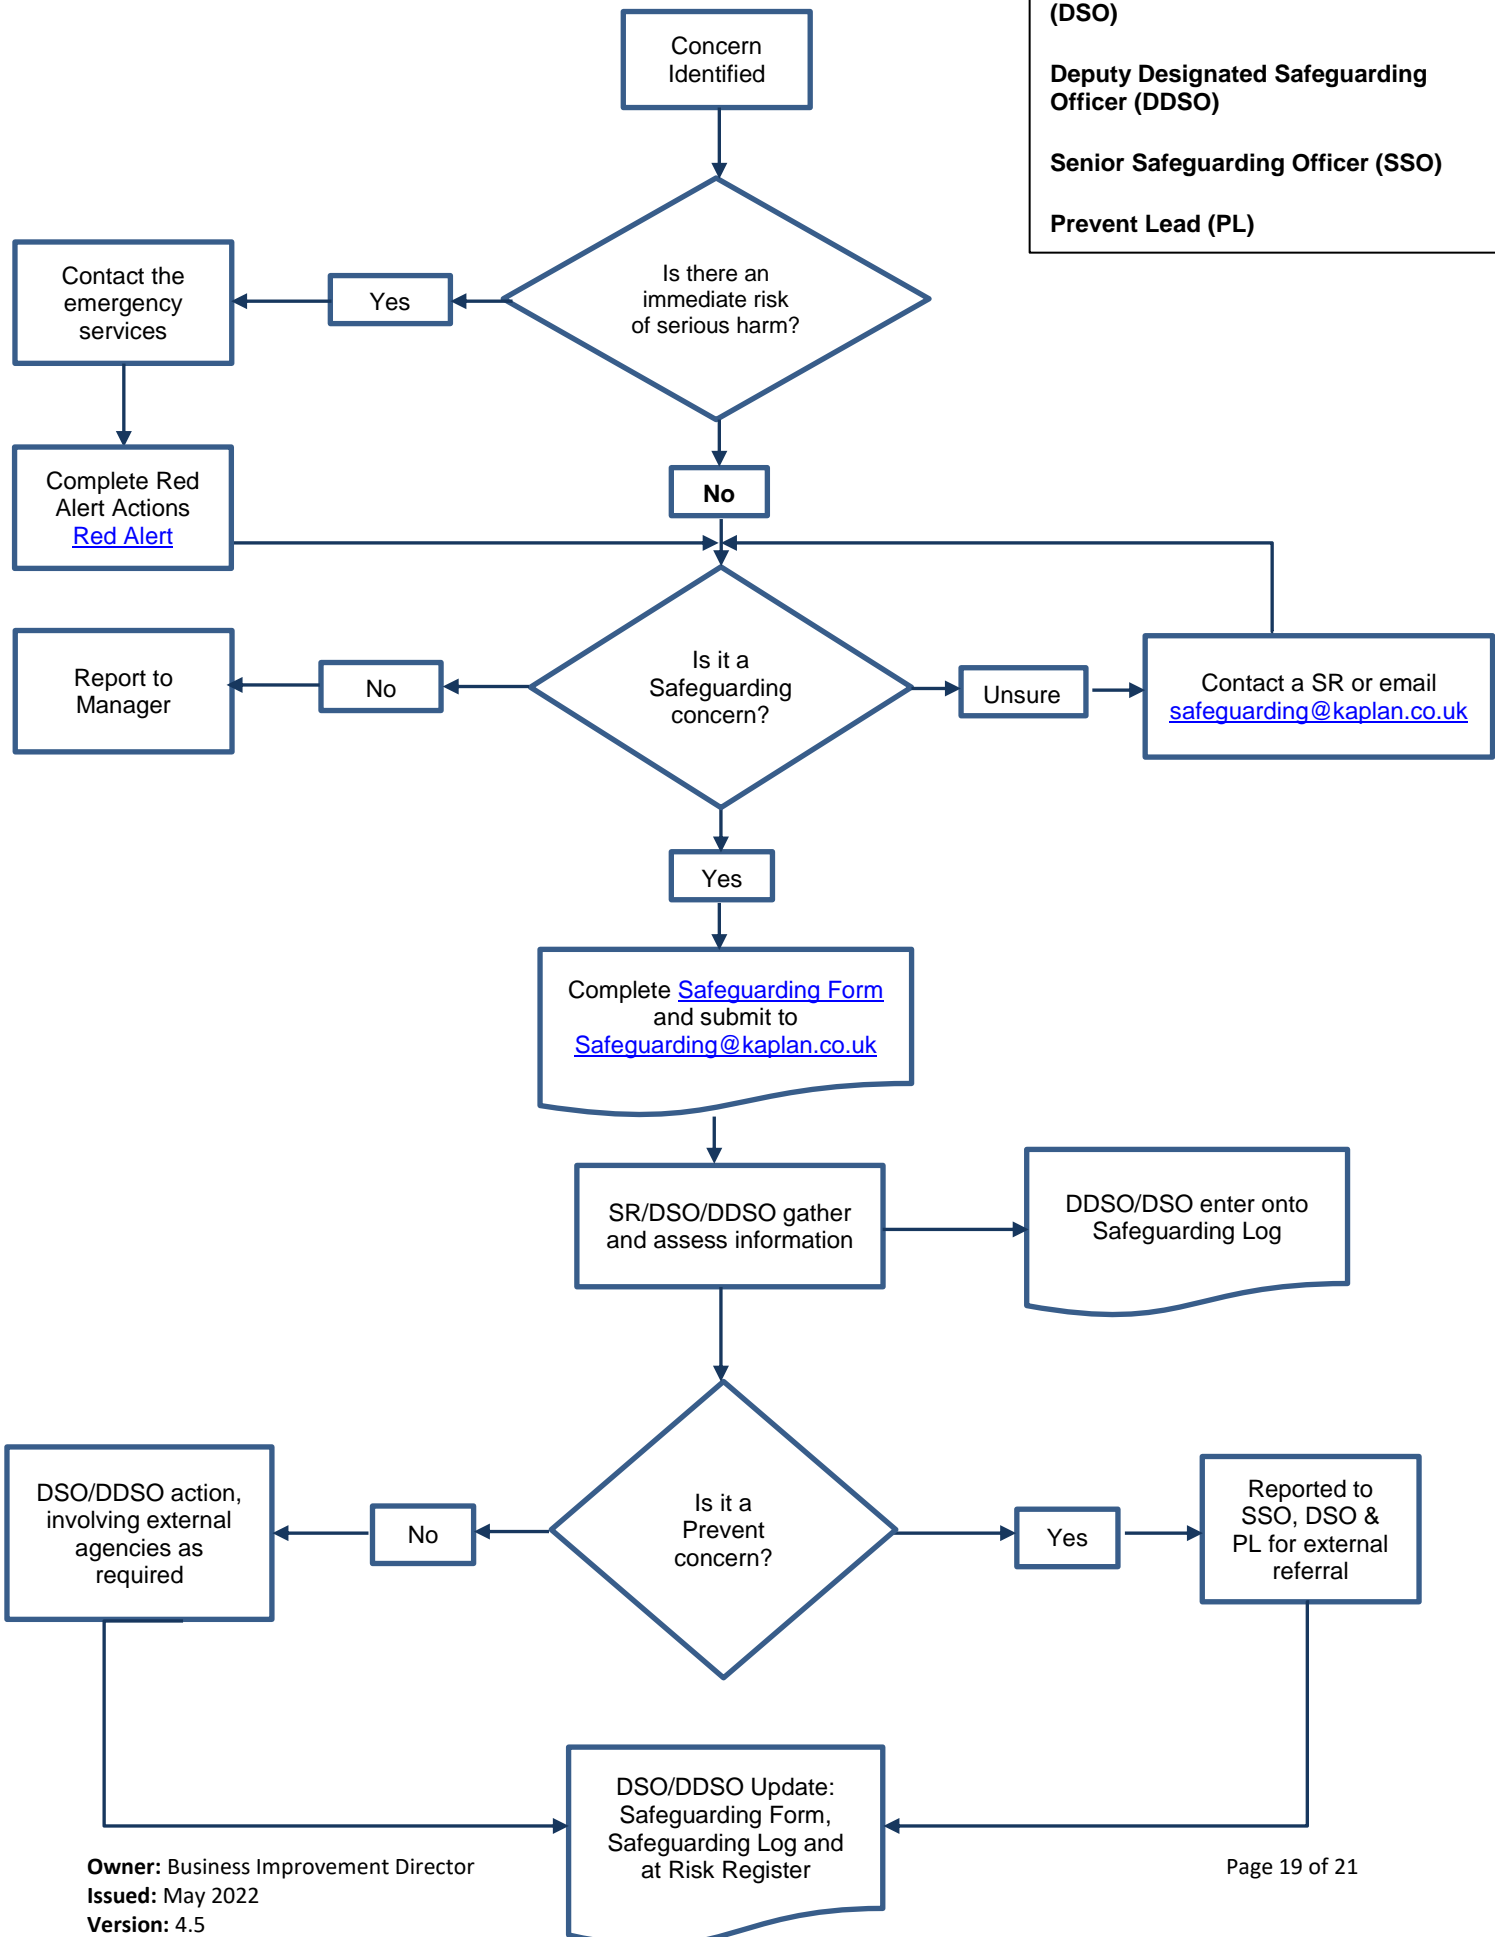 (DSO)
Deputy Designated Safeguarding
Officer (DDSO)
Senior Safeguarding Officer (SSO)
Prevent Lead (PL)
Concern
Identified
Is there an
immediate risk
of serious harm?
Yes
Contact the
emergency
services
Complete Red
Alert Actions
Red Alert
No
Is it a
Safeguarding
concern?
No
Report to
Manager
Unsure
Contact a SR or email
safeguarding@kaplan.co.uk
Yes
Complete Safeguarding Form
and submit to
Safeguarding@kaplan.co.uk
SR/DSO/DDSO gather
and assess information
DDSO/DSO enter onto
Safeguarding Log
Is it a
Prevent
concern?
No
DSO/DDSO action,
involving external
agencies as
required
Yes
Reported to
SSO, DSO &
PL for external
referral
DSO/DDSO Update:
Safeguarding Form,
Safeguarding Log and
at Risk Register
Owner: Business Improvement Director
Issued: May 2022
Version: 4.5
Page 19 of 21